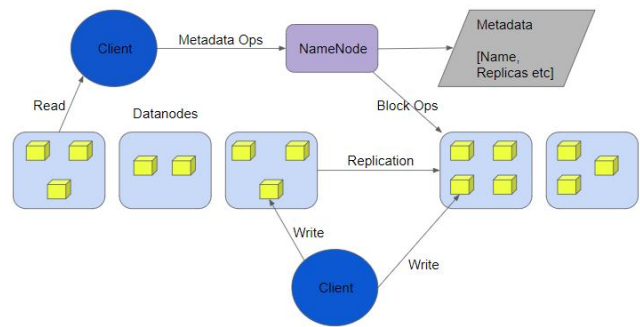 Metadata
Client
Metadata Ops
NameNode
[Name,
Replicas etc]
Read
Datanodes
Block Ops
Replication
Write
Write
Client